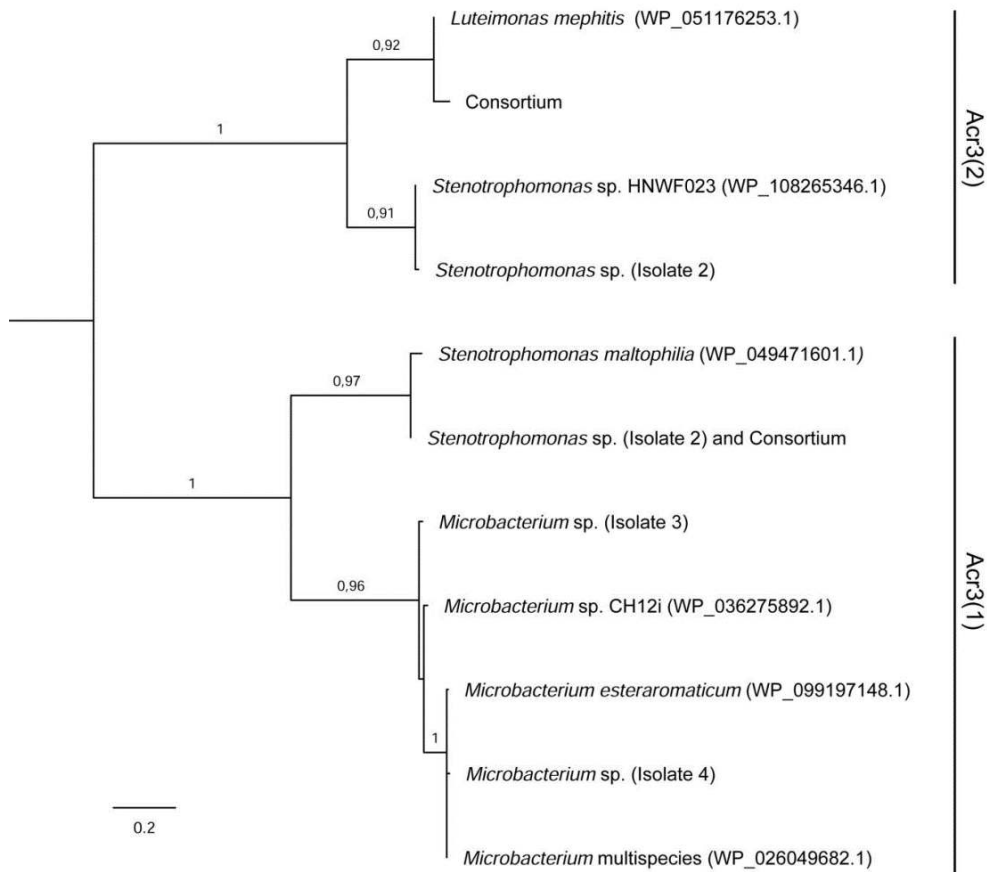 Luteimonas mephitis (WP_051176253.1)
0,92
Consortium
1
Stenotrophomonas sp. HNWF023 (WP_108265346.1)
0,91
Stenotrophomonas sp. (Isolate 2)
Acr3(2)
Stenotrophomonas maltophilia (WP_049471601.1)
0,97
Stenotrophomonas sp. (Isolate 2) and Consortium
1
Microbacterium sp. (Isolate 3)
0,96
Microbacterium sp. CH12i (WP_036275892.1)
Microbacterium esteraromaticum (WP_099197148.1)
1
Microbacterium sp. (Isolate 4)
Microbacterium multispecies (WP_026049682.1)
Acr3(1)
0.2